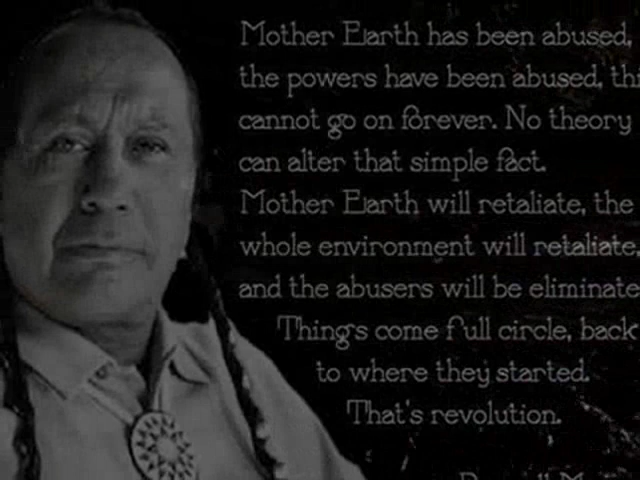 Mother Earth has been abused,
the powers have been abused,
cannot go on forever. No theory
can alter that simple fact.
Mother Earth will retaliate, the
whole environment will retaliate,
and the abusers will be eliminate
Things come full circle, back
to where they started.
That's revolution.